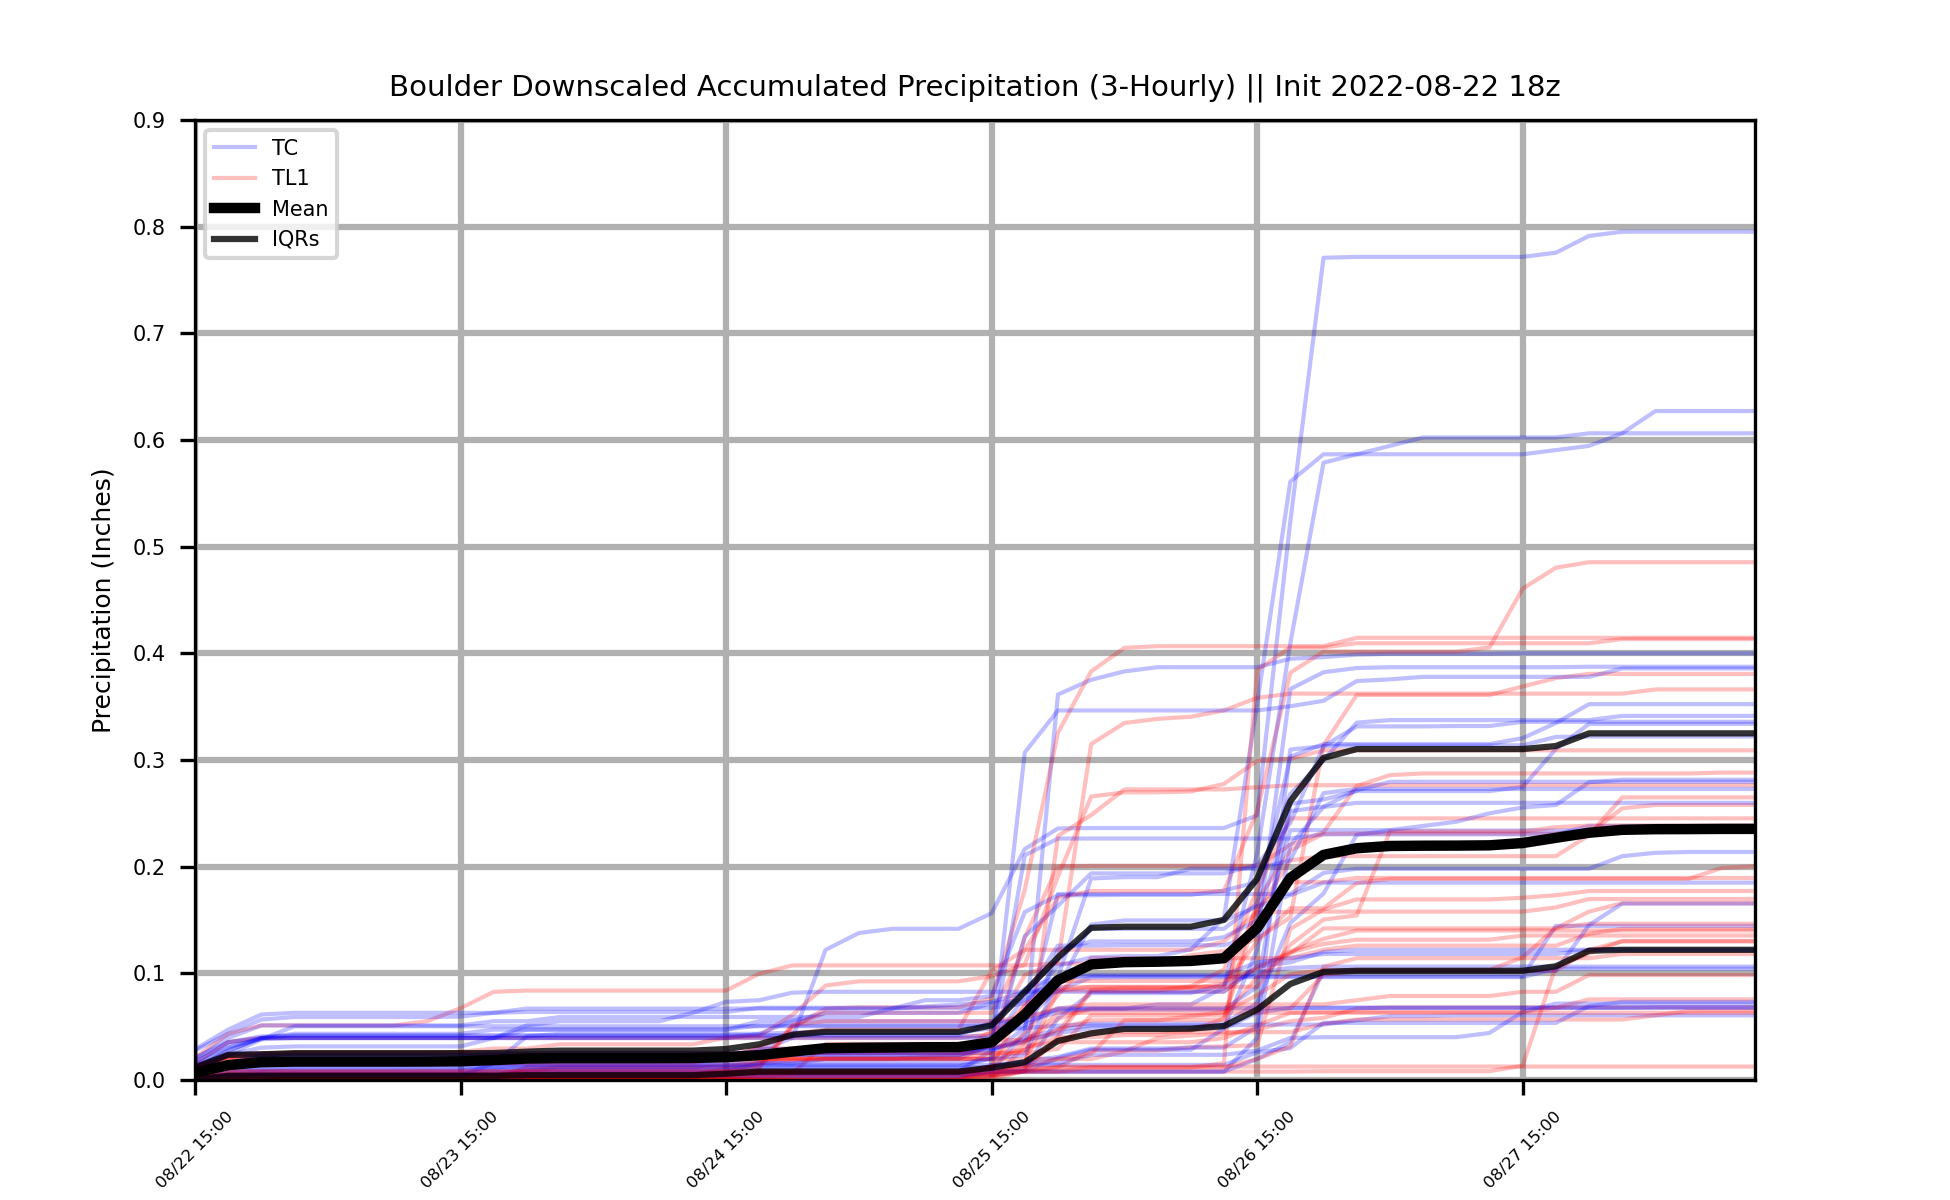 Boulder Downscaled Accumulated Precipitation (3-Hourly) || Init 2022-08-22 18z
0.9
0.8
0.7
0.6
0.5
0.4
0.3
0.2
0.1
0.0
Precipitation (Inches)
TC
TL1
Mean
IQRs
08/22 15:00
08/23 15:00
08/24 15:00
08/25 15:00
08/26 15:00
08/27 15:00